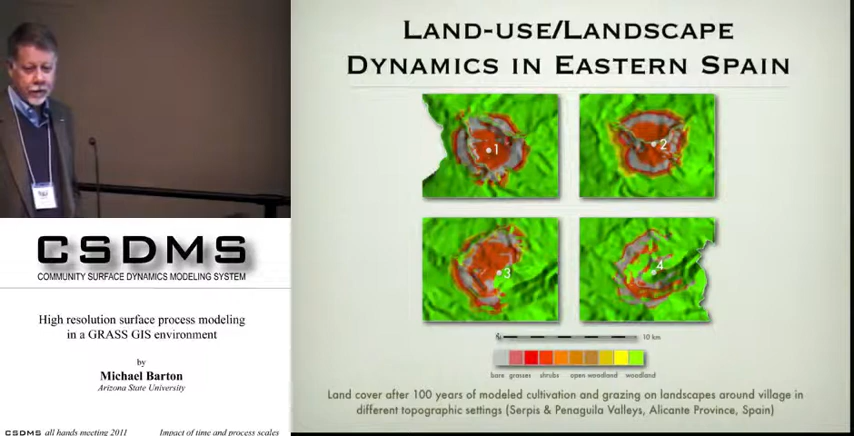 LAND-USE/LANDSCAPE
DYNAMICS IN EASTERN SPAIN
1
2
3
4
10 km
bare grasses shrubs open woodland woodland
Land cover after 100 years of modeled cultivation and grazing on landscapes around village in
different topographic settings (Serpis & Penaguila Valleys, Alicante Province, Spain)
CSDMS
COMMUNITY SURFACE DYNAMICS MODELING SYSTEM
High resolution surface process modeling
in a GRASS GIS environment
by
Michael Barton
Arizona State University
CSDMS all hands meeting 2011 Impact of time and process scales